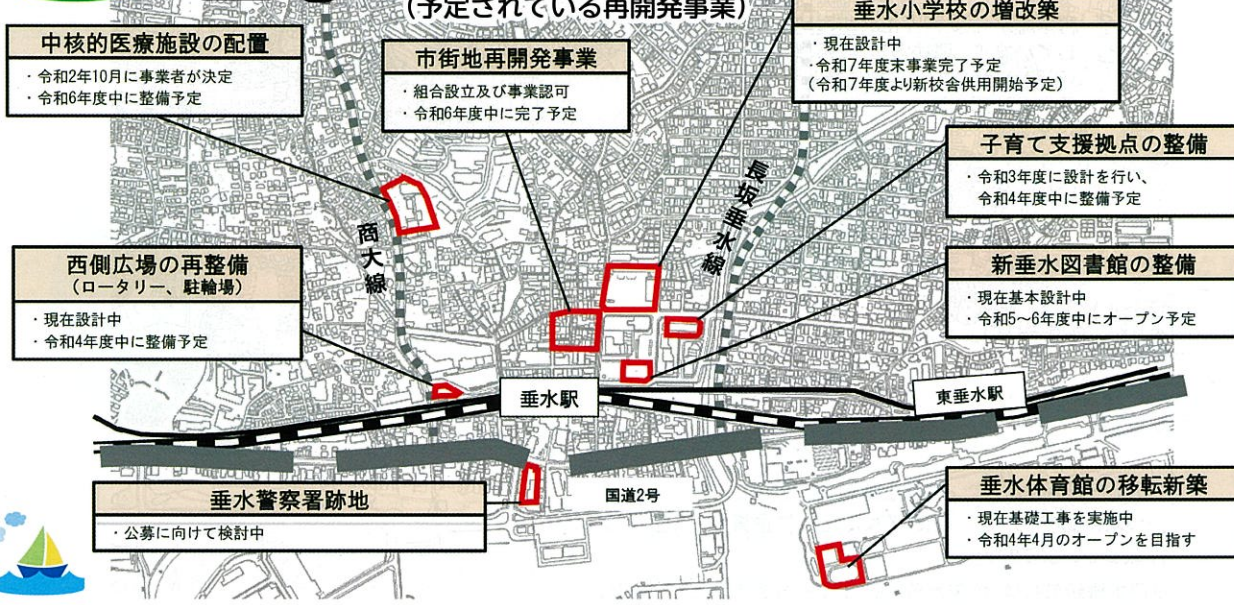 (予定されている再開発事業)
中核的医療施設の配置
・令和2年10月に事業者が決定
・令和6年度中に整備予定
市街地再開発事業
・組合設立及び事業認可
・令和6年度中に完了予定
垂水小学校の増改築
・現在設計中
・令和7年度末事業完了予定
(令和7年度より新校舎供用開始予定)
子育て支援拠点の整備
・令和3年度に設計を行い、
令和4年度中に整備予定
長坂垂水線
商大線
西側広場の再整備
(ロータリー、駐輪場)
・現在設計中
・令和4年度中に整備予定
新垂水図書館の整備
・現在基本設計中
・令和5~6年度中にオープン予定
垂水駅
東垂水駅
垂水警察署跡地
・公募に向けて検討中
国道2号
垂水体育館の移転新築
・現在基礎工事を実施中
・令和4年4月のオープンを目指す